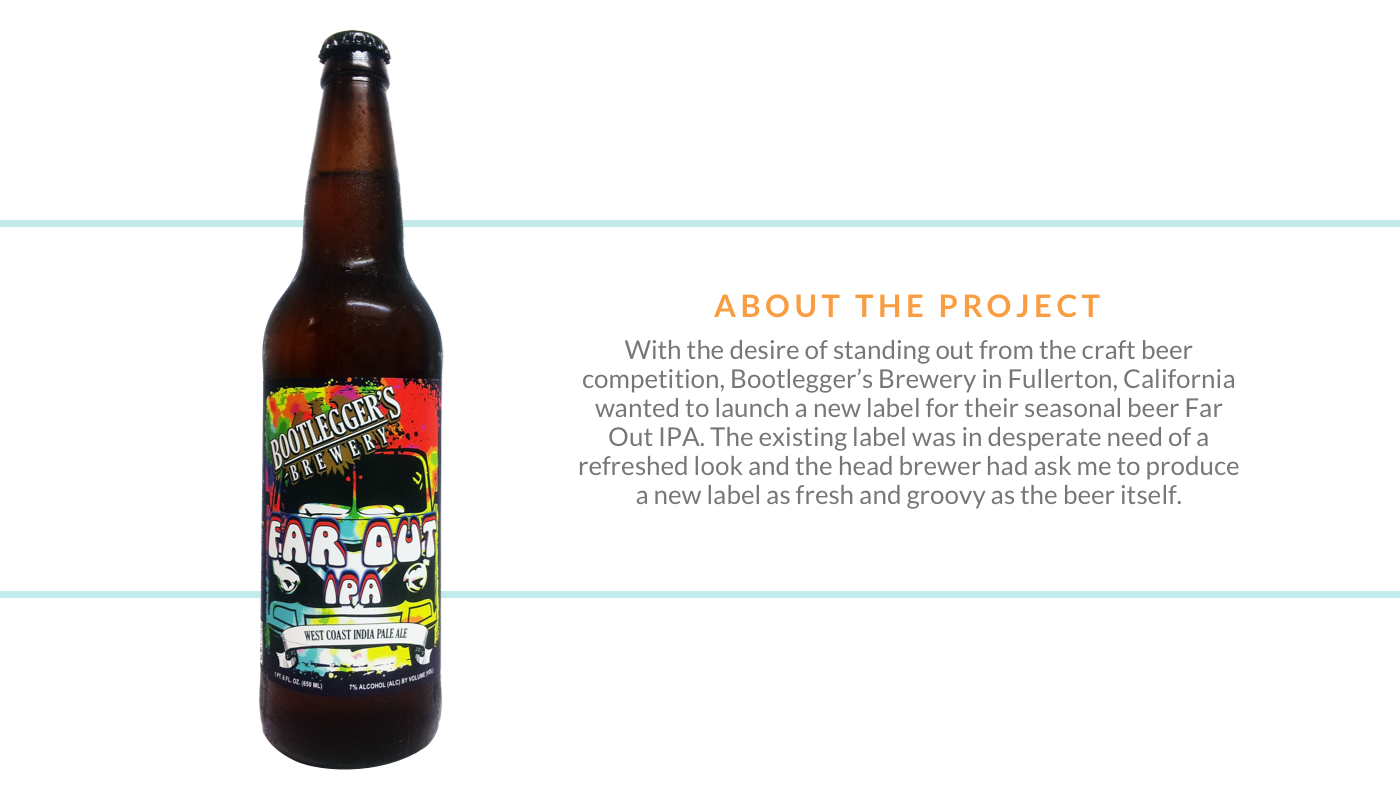 BOOTLEGGER'S
BREWERY
FAR OUT
IPA
WEST COAST INDIA PALE ALE
1 PT. 6 FL. OZ. (650 ML)
7% ALCOHOL (ALC) BY VOLUME (VOL)
ABOUT THE PROJECT
With the desire of standing out from the craft beer
competition, Bootlegger’s Brewery in Fullerton, California
wanted to launch a new label for their seasonal beer Far
Out IPA. The existing label was in desperate need of a
refreshed look and the head brewer had ask me to produce
a new label as fresh and groovy as the beer itself.